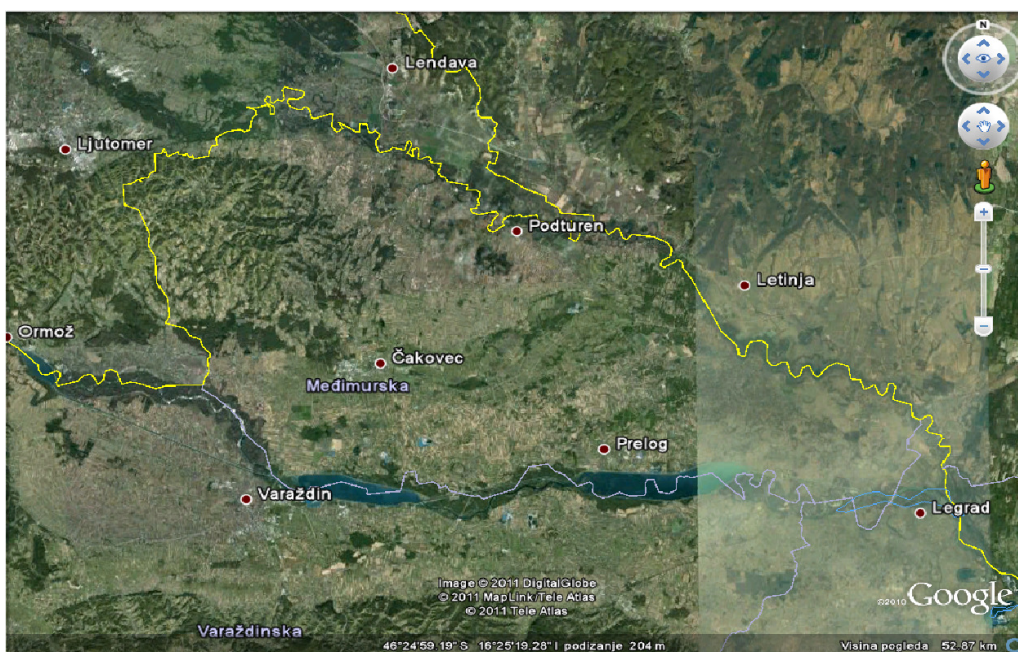 N
Lendava
Ljutomer
Podturen
Letinja
Ormož
Čakovec
Međimurska
Prelog
Varaždin
Legrad
Image © 2011 DigitalGlobe
© 2011 MapLink/Tele Atlas
© 2011 Tele Atlas
©2010 Google
Varaždinska
46°24'59.19" S 16°25'19.28" I podizanje 204 m
Visina pogleda 52.87 km